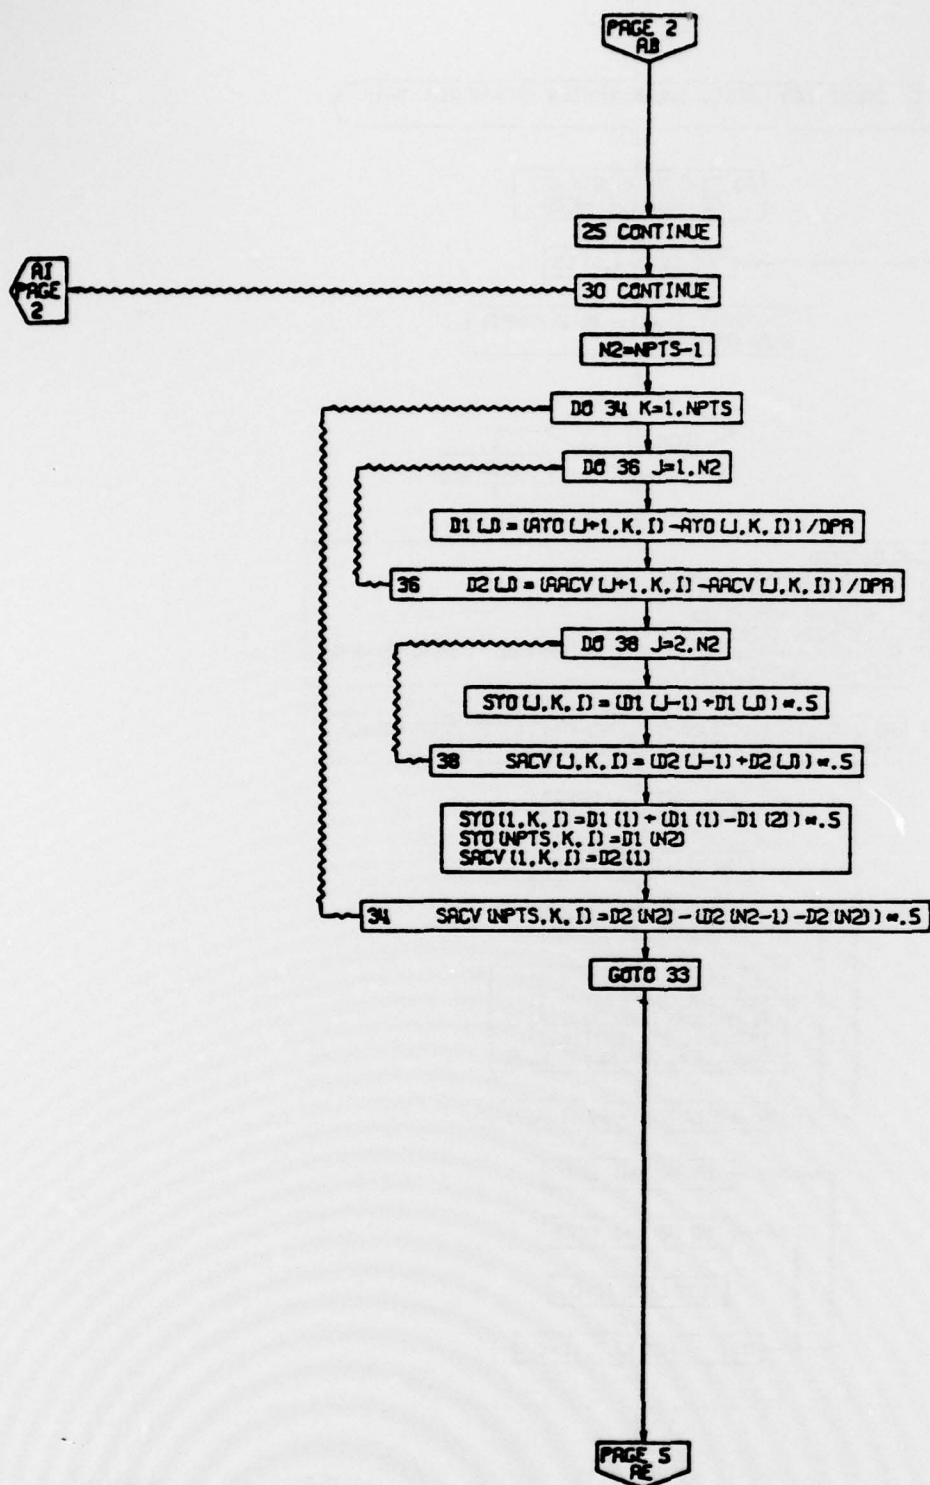 PAGE 2
AB
25 CONTINUE
AI
PAGE
2
30 CONTINUE
N2=NPTS-1
DO 34 K=1,NPTS
DO 36 J=1,N2
D1(J)=(AYO(J+1,K,I)-AYO(J,K,I))/DPR
36 D2(J)=(AACV(J+1,K,I)-AACV(J,K,I))/DPR
DO 38 J=2,N2
SYO(J,K,I)=(D1(J-1)+D1(J))*.5
38 SACV(J,K,I)=(D2(J-1)+D2(J))*.5
SYO(1,K,I)=D1(1)+(D1(1)-D1(2))*.5
SYO(NPTS,K,I)=D1(N2)
SACV(1,K,I)=D2(1)
34 SACV(NPTS,K,I)=D2(N2)-(D2(N2-1)-D2(N2))*.5
GOTO 33
PAGE 5
AE